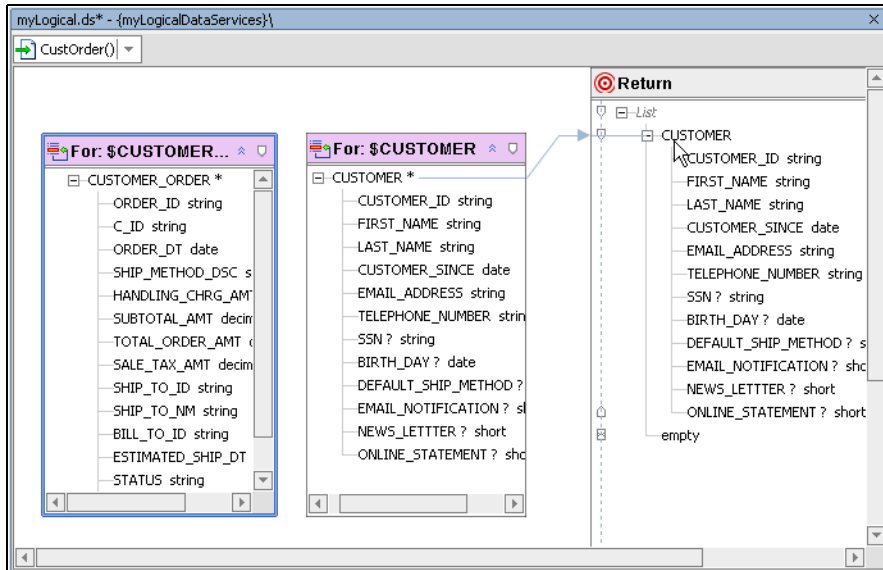 myLogical.ds* - {myLogicalDataServices}\
CustOrder()
For: $CUSTOMER...
CUSTOMER_ORDER *
ORDER_ID string
C_ID string
ORDER_DT date
SHIP_METHOD_DSC s
HANDLING_CHRG_AMT
SUBTOTAL_AMT decim
TOTAL_ORDER_AMT
SALE_TAX_AMT decim
SHIP_TO_ID string
SHIP_TO_NM string
BILL_TO_ID string
ESTIMATED_SHIP_DT
STATUS string
For: $CUSTOMER
CUSTOMER *
CUSTOMER_ID string
FIRST_NAME string
LAST_NAME string
CUSTOMER_SINCE date
EMAIL_ADDRESS string
TELEPHONE_NUMBER strin
SSN ? string
BIRTH_DAY ? date
DEFAULT_SHIP_METHOD ?
EMAIL_NOTIFICATION ? sl
NEWS_LETTTER ? short
ONLINE_STATEMENT ? sho
Return
List
CUSTOMER
CUSTOMER_ID string
FIRST_NAME string
LAST_NAME string
CUSTOMER_SINCE date
EMAIL_ADDRESS string
TELEPHONE_NUMBER string
SSN ? string
BIRTH_DAY ? date
DEFAULT_SHIP_METHOD ? s
EMAIL_NOTIFICATION ? sho
NEWS_LETTTER ? short
ONLINE_STATEMENT ? short
empty